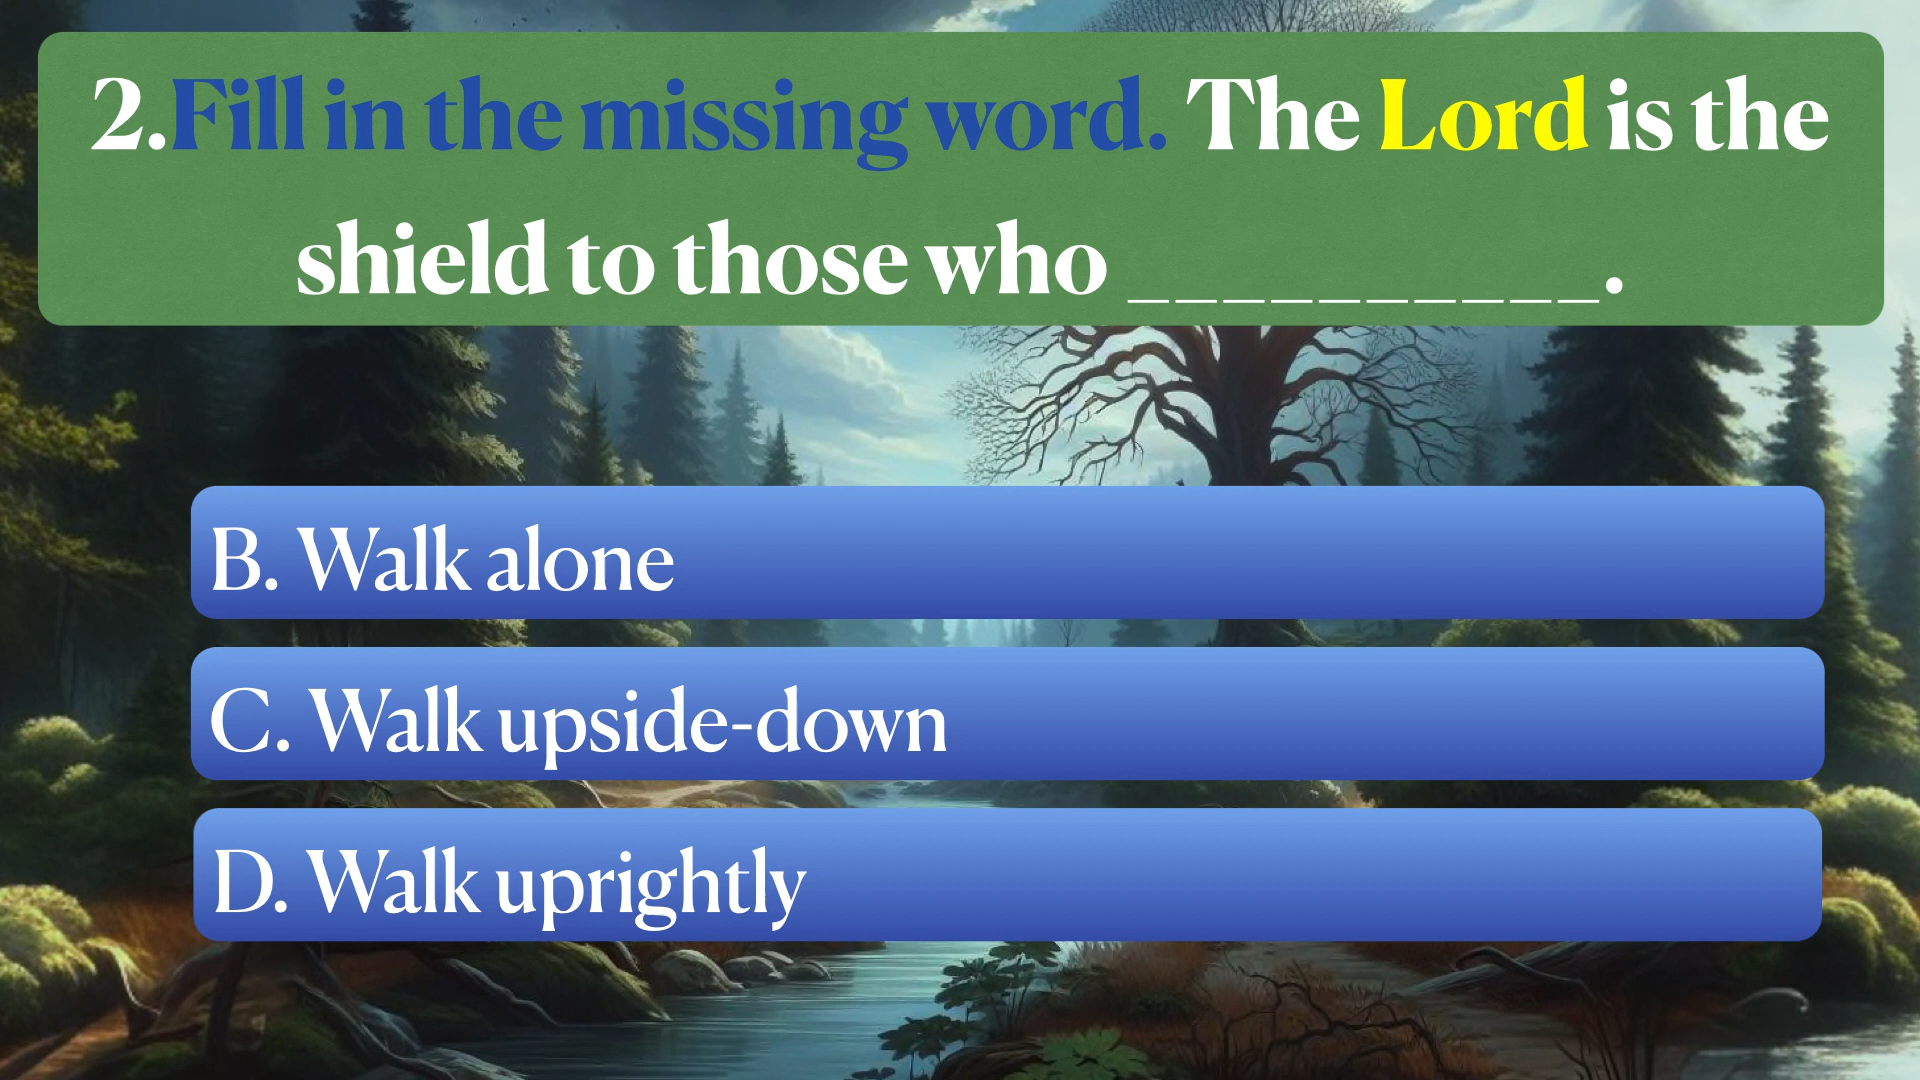 2.Fill in the missing word. The Lord is the
shield to those who __________.
B. Walk alone
C. Walk upside-down
D. Walk uprightly